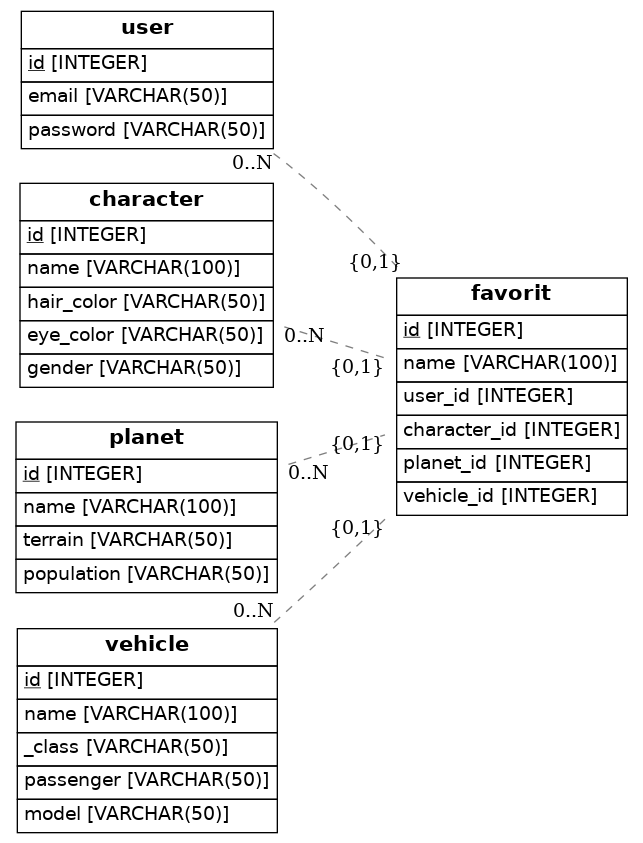 user
id [INTEGER]
email [VARCHAR(50)]
password [VARCHAR(50)]
0..N
{0,1}
character
id [INTEGER]
name [VARCHAR(100)]
hair_color [VARCHAR(50)]
eye_color [VARCHAR(50)]
gender [VARCHAR(50)]
0..N
{0,1}
planet
id [INTEGER]
name [VARCHAR(100)]
terrain [VARCHAR(50)]
population [VARCHAR(50)]
{0,1}
0..N
vehicle
id [INTEGER]
name [VARCHAR(100)]
_class [VARCHAR(50)]
passenger [VARCHAR(50)]
model [VARCHAR(50)]
{0,1}
0..N
favorit
id [INTEGER]
name [VARCHAR(100)]
user_id [INTEGER]
character_id [INTEGER]
planet_id [INTEGER]
vehicle_id [INTEGER]